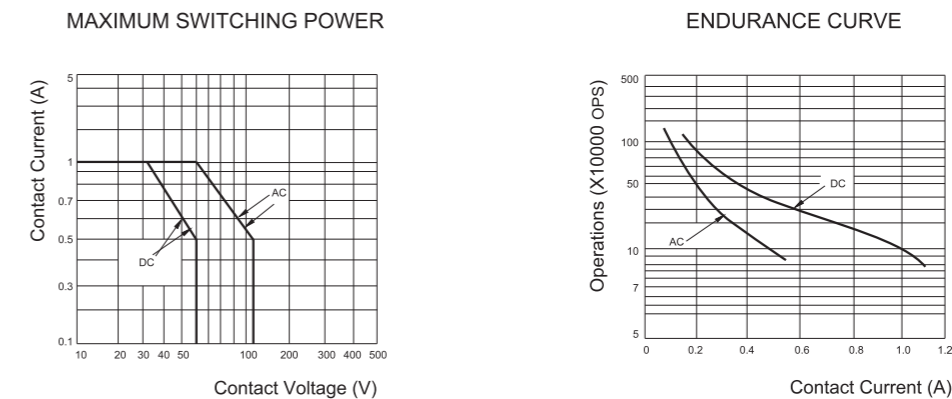 MAXIMUM SWITCHING POWER
Contact Current (A)
5
1
0.7
0.5
0.3
0.1
AC
DC
10 20 30 40 50 100 200 300 400 500
Contact Voltage (V)
ENDURANCE CURVE
Operations (X10000 OPS)
500
100
50
10
7
5
DC
AC
0 0.2 0.4 0.6 0.8 1.0 1.2
Contact Current (A)